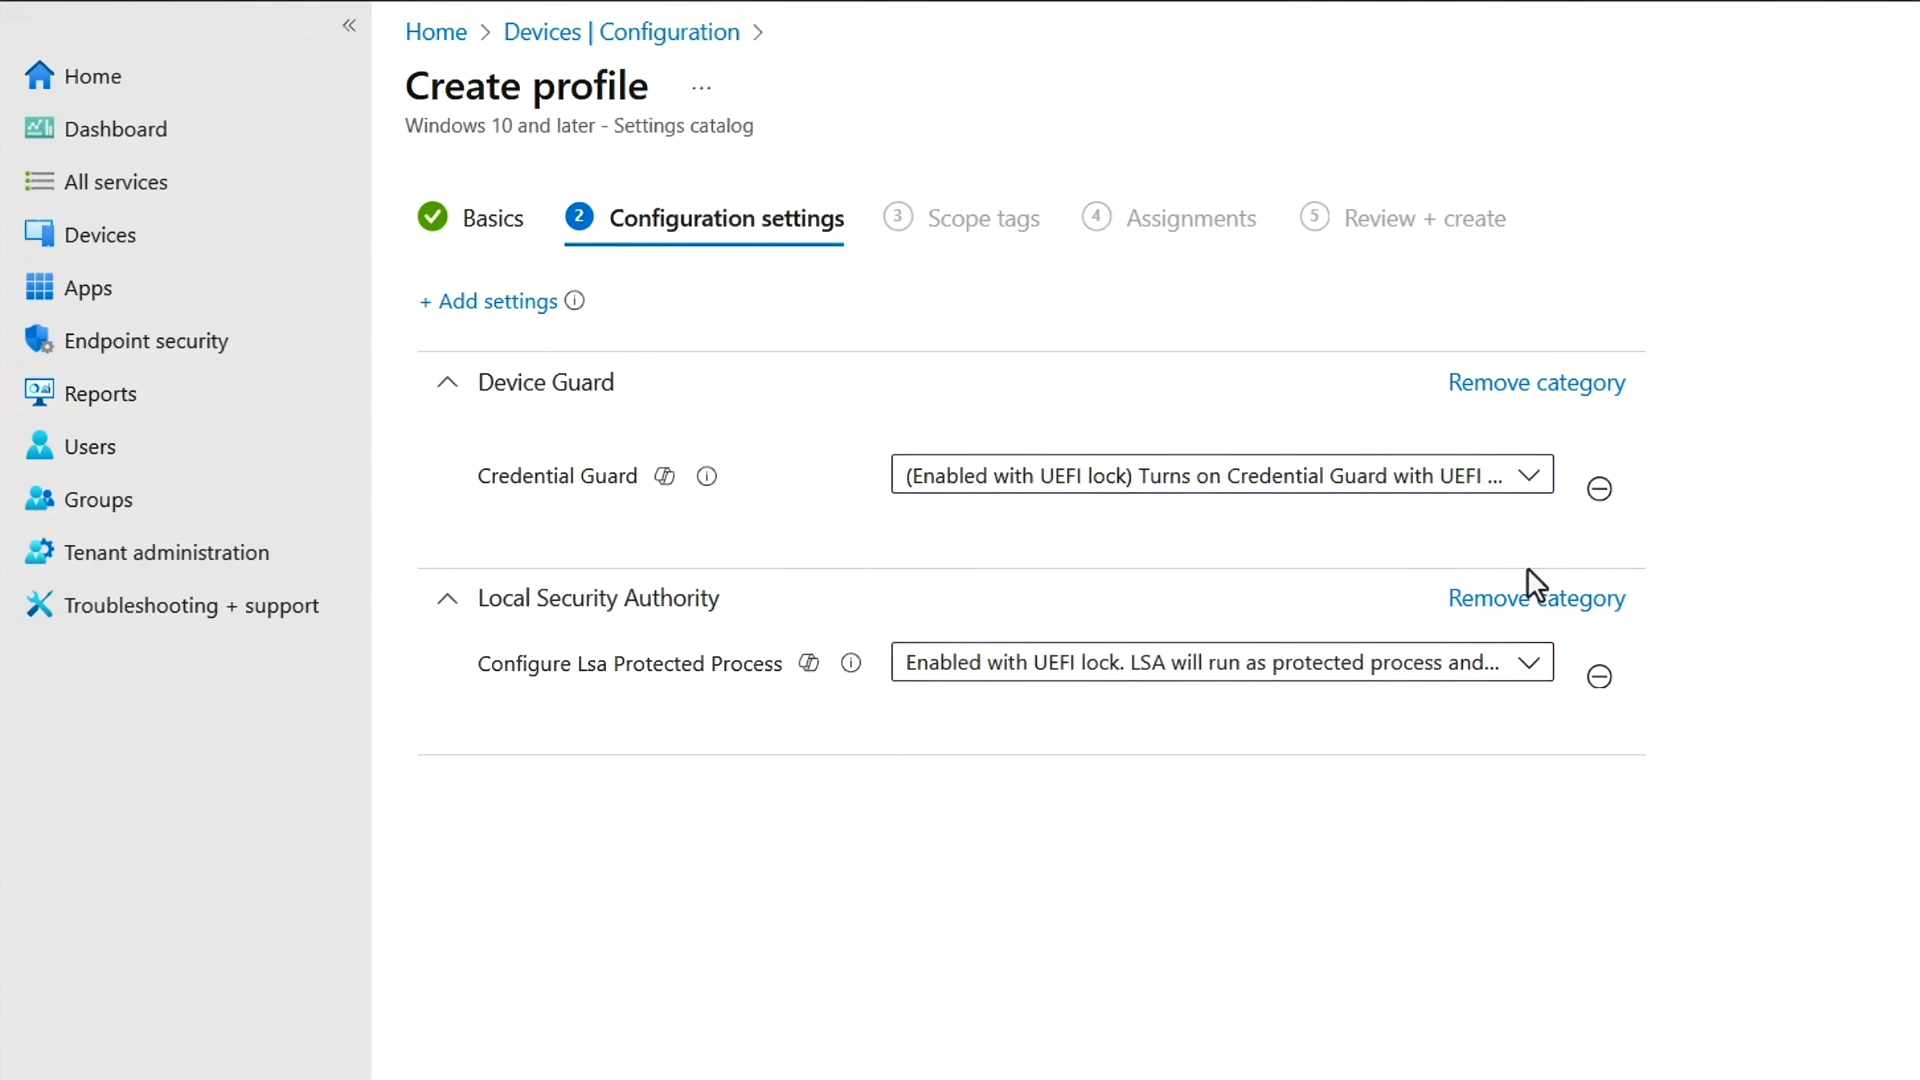 Home
Dashboard
All services
Devices
Apps
Endpoint security
Reports
Users
Groups
Tenant administration
Troubleshooting + support
Home > Devices | Configuration >
Create profile ...
Windows 10 and later - Settings catalog
Basics 2 Configuration settings 3 Scope tags 4 Assignments 5 Review + create
+ Add settings
Device Guard Remove category
Credential Guard (Enabled with UEFI lock) Turns on Credential Guard with UEFI ...
Local Security Authority Remove category
Configure Lsa Protected Process Enabled with UEFI lock. LSA will run as protected process and...